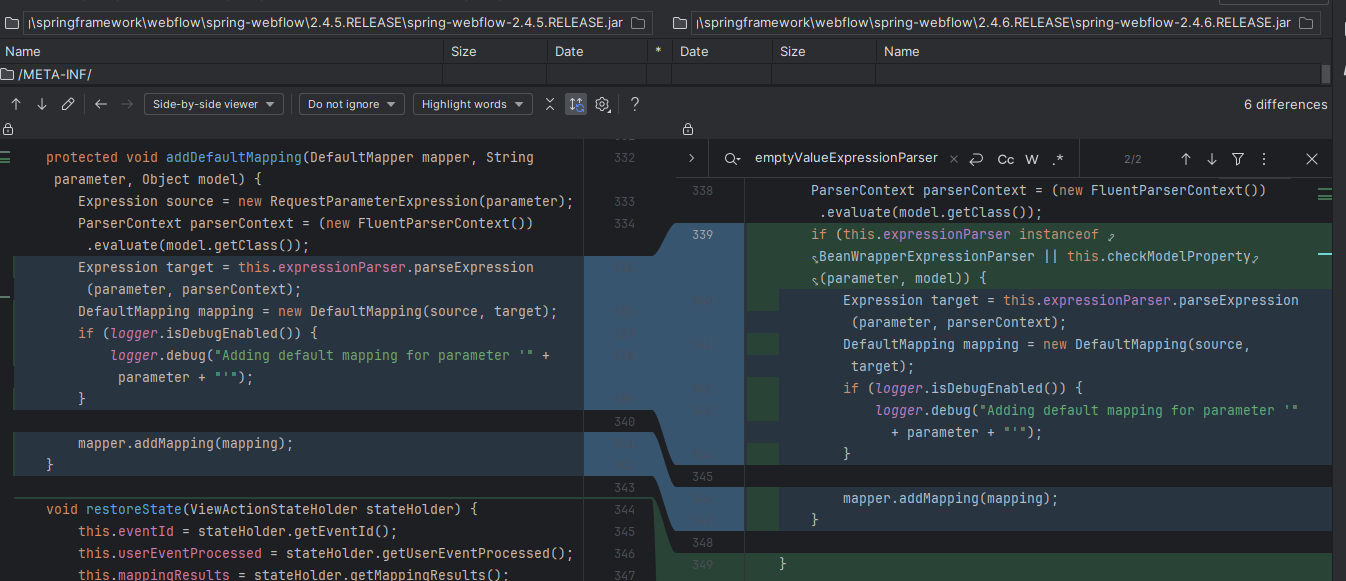 \springframework\webflow\spring-webflow\2.4.5.RELEASE\spring-webflow-2.4.5.RELEASE.jar
\springframework\webflow\spring-webflow\2.4.6.RELEASE\spring-webflow-2.4.6.RELEASE.jar
Name Size Date * Date Size Name
/META-INF/
Side-by-side viewer Do not ignore Highlight words ? 6 differences
protected void addDefaultMapping(DefaultMapper mapper, String
parameter, Object model) {
Expression source = new RequestParameterExpression(parameter);
ParserContext parserContext = (new FluentParserContext())
.evaluate(model.getClass());
Expression target = this.expressionParser.parseExpression
(parameter, parserContext);
DefaultMapping mapping = new DefaultMapping(source, target);
if (logger.isDebugEnabled()) {
logger.debug("Adding default mapping for parameter '" +
parameter + "'");
}
mapper.addMapping(mapping);
}
void restoreState(ViewActionStateHolder stateHolder) {
this.eventId = stateHolder.getEventId();
this.userEventProcessed = stateHolder.getUserEventProcessed();
this.mappingResults = stateHolder.getMappingResults();
332
333
334
340
343
344
345
346
347
emptyValueExpressionParser × Cc W .* 2/2
338
339
345
348
349
ParserContext parserContext = (new FluentParserContext())
.evaluate(model.getClass());
if (this.expressionParser instanceof
BeanWrapperExpressionParser || this.checkModelProperty
(parameter, model)) {
Expression target = this.expressionParser.parseExpression
(parameter, parserContext);
DefaultMapping mapping = new DefaultMapping(source,
target);
if (logger.isDebugEnabled()) {
logger.debug("Adding default mapping for parameter '"
+ parameter + "'");
}
mapper.addMapping(mapping);
}
}